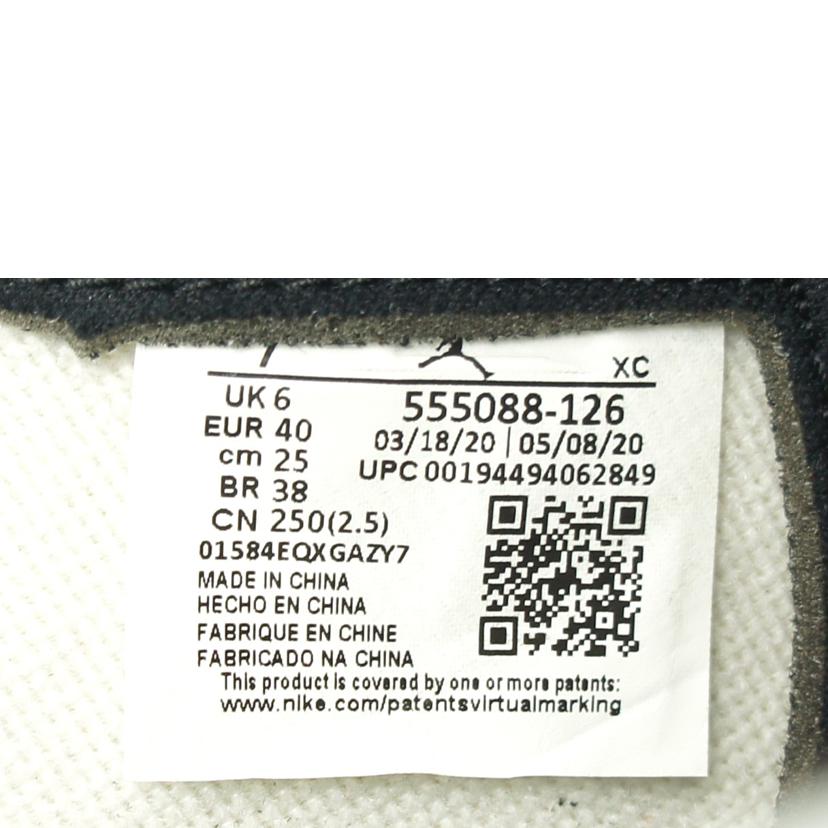 7
XC
UK 6
EUR 40
cm 25
BR 38
CN 250(2.5)
555088-126
03/18/20 | 05/08/20
UPC 00194494062849
01584EQXGAZY7
MADE IN CHINA
HECHO EN CHINA
FABRIQUE EN CHINE
FABRICADO NA CHINA
This product is covered by one or more patents:
www.nike.com/patentsvirtualmarking